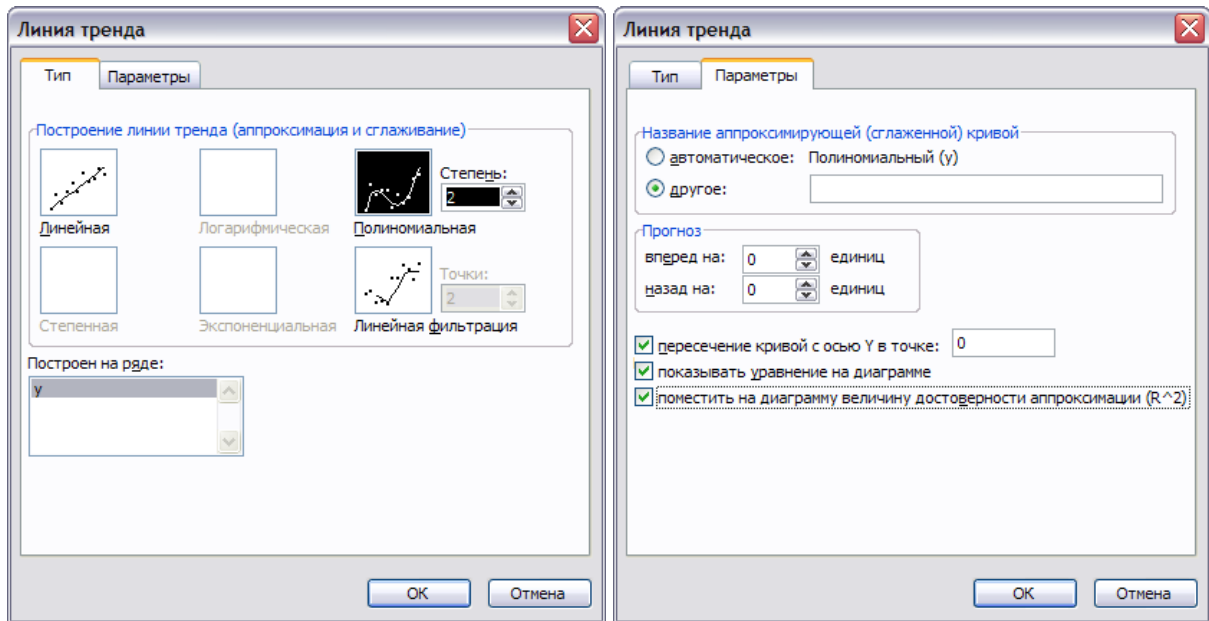 Линия тренда
Тип
Параметры
Построение линии тренда (аппроксимация и сглаживание)
Степень:
2
Линейная
Логарифмическая
Полиномиальная
Точки:
2
Степенная
Экспоненциальная
Линейная фильтрация
Построен на ряде:
y
ОК
Отмена
Линия тренда
Тип
Параметры
Название аппроксимирующей (сглаженной) кривой
автоматическое: Полиномиальный (y)
другое:
Прогноз
вперед на: 0 единиц
назад на: 0 единиц
пересечение кривой с осью Y в точке: 0
показывать уравнение на диаграмме
поместить на диаграмму величину достоверности аппроксимации (R^2)
ОК
Отмена